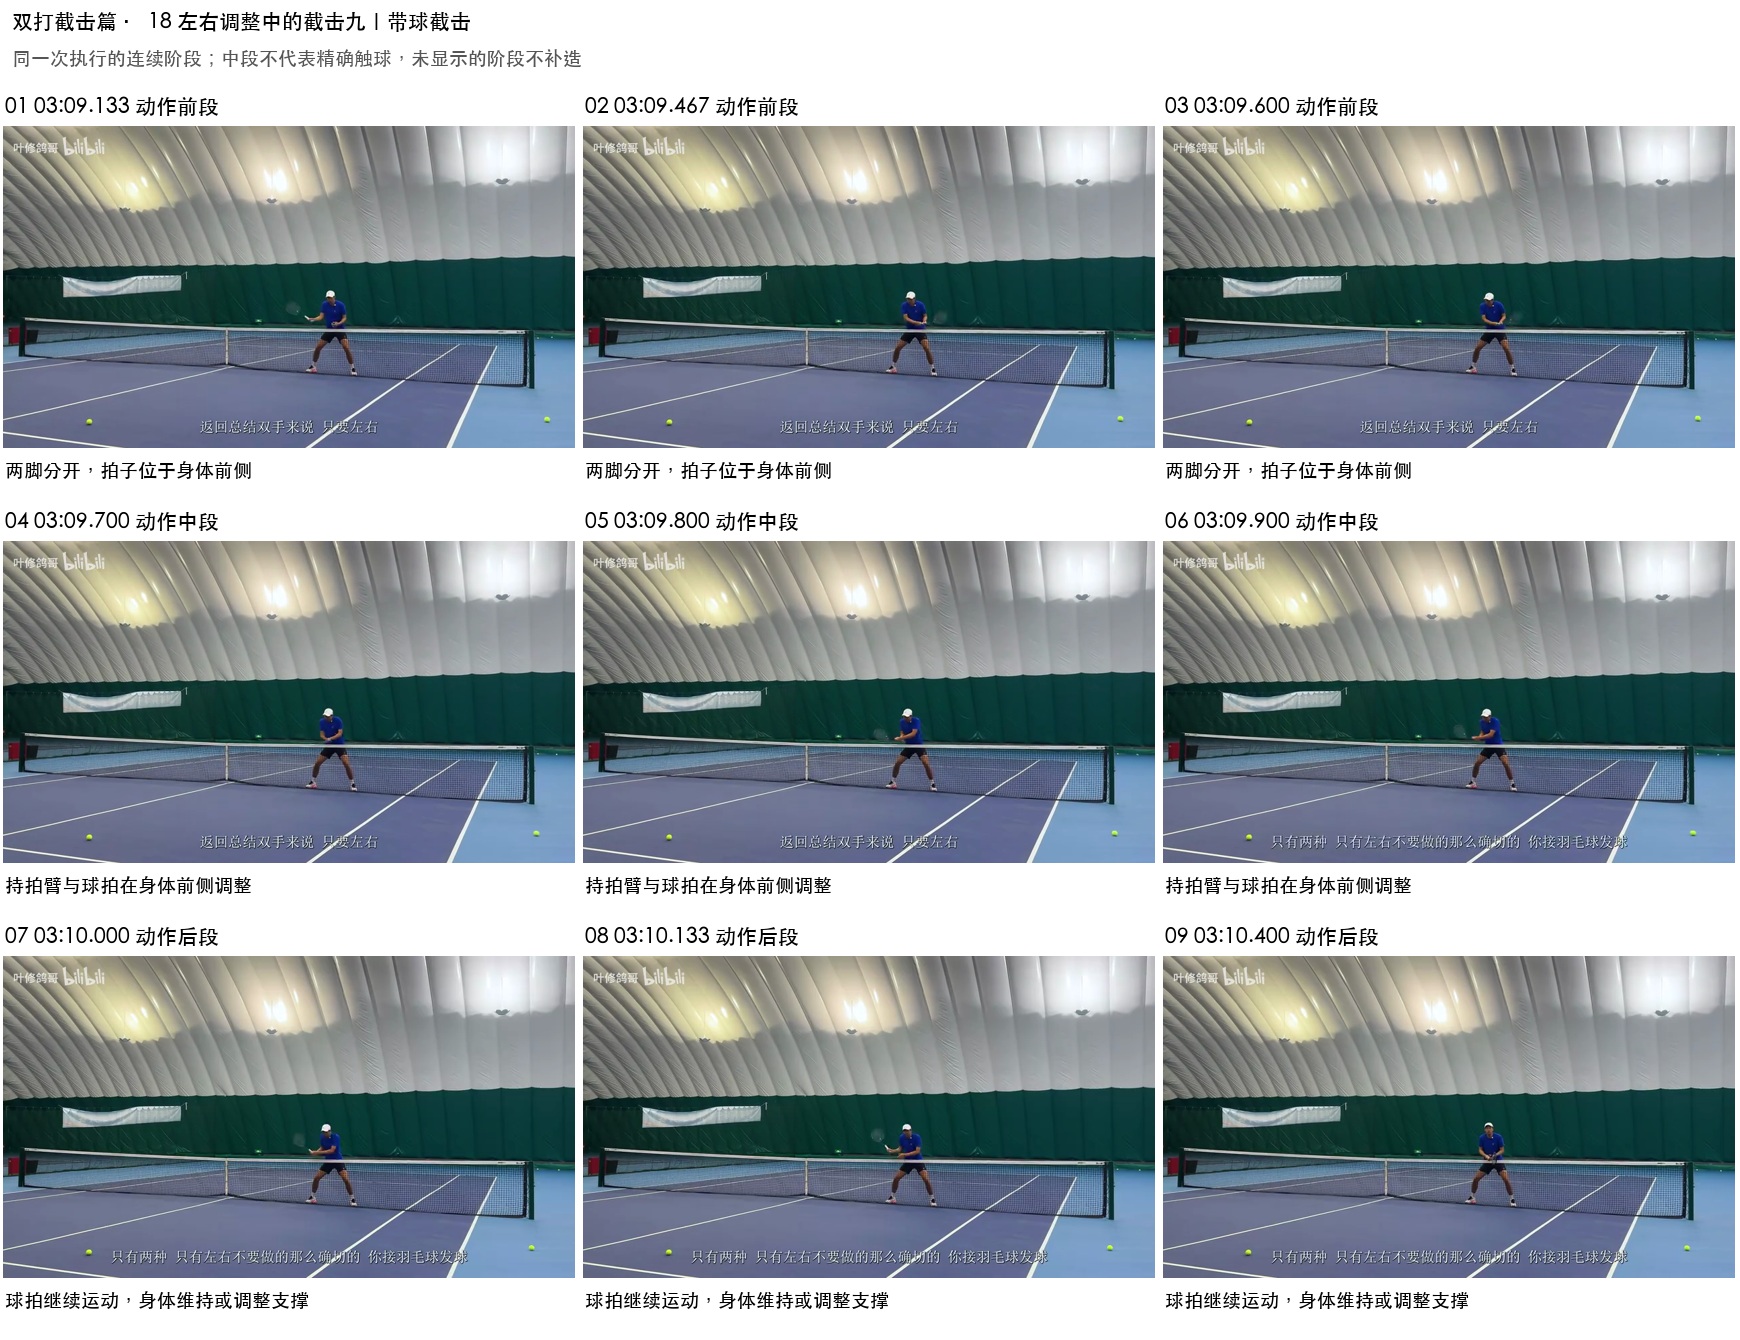 双打截击篇· 18 左右调整中的截击九 | 带球截击
同一次执行的连续阶段；中段不代表精确触球，未显示的阶段不补造
01 03:09.133 动作前段
叶修鸽哥 bilibili
返回总结双手来说 只要左右
两脚分开，拍子位于身体前侧
02 03:09.467 动作前段
叶修鸽哥 bilibili
返回总结双手来说 只要左右
两脚分开，拍子位于身体前侧
03 03:09.600 动作前段
叶修鸽哥 bilibili
返回总结双手来说 只要左右
两脚分开，拍子位于身体前侧
04 03:09.700 动作中段
叶修鸽哥 bilibili
返回总结双手来说 只要左右
持拍臂与球拍在身体前侧调整
05 03:09.800 动作中段
叶修鸽哥 bilibili
返回总结双手来说 只要左右
持拍臂与球拍在身体前侧调整
06 03:09.900 动作中段
叶修鸽哥 bilibili
只有两种 只有左右不要做的那么确切的 你接羽毛球发球
持拍臂与球拍在身体前侧调整
07 03:10.000 动作后段
叶修鸽哥 bilibili
只有两种 只有左右不要做的那么确切的 你接羽毛球发球
球拍继续运动，身体维持或调整支撑
08 03:10.133 动作后段
叶修鸽哥 bilibili
只有两种 只有左右不要做的那么确切的 你接羽毛球发球
球拍继续运动，身体维持或调整支撑
09 03:10.400 动作后段
叶修鸽哥 bilibili
只有两种 只有左右不要做的那么确切的 你接羽毛球发球
球拍继续运动，身体维持或调整支撑